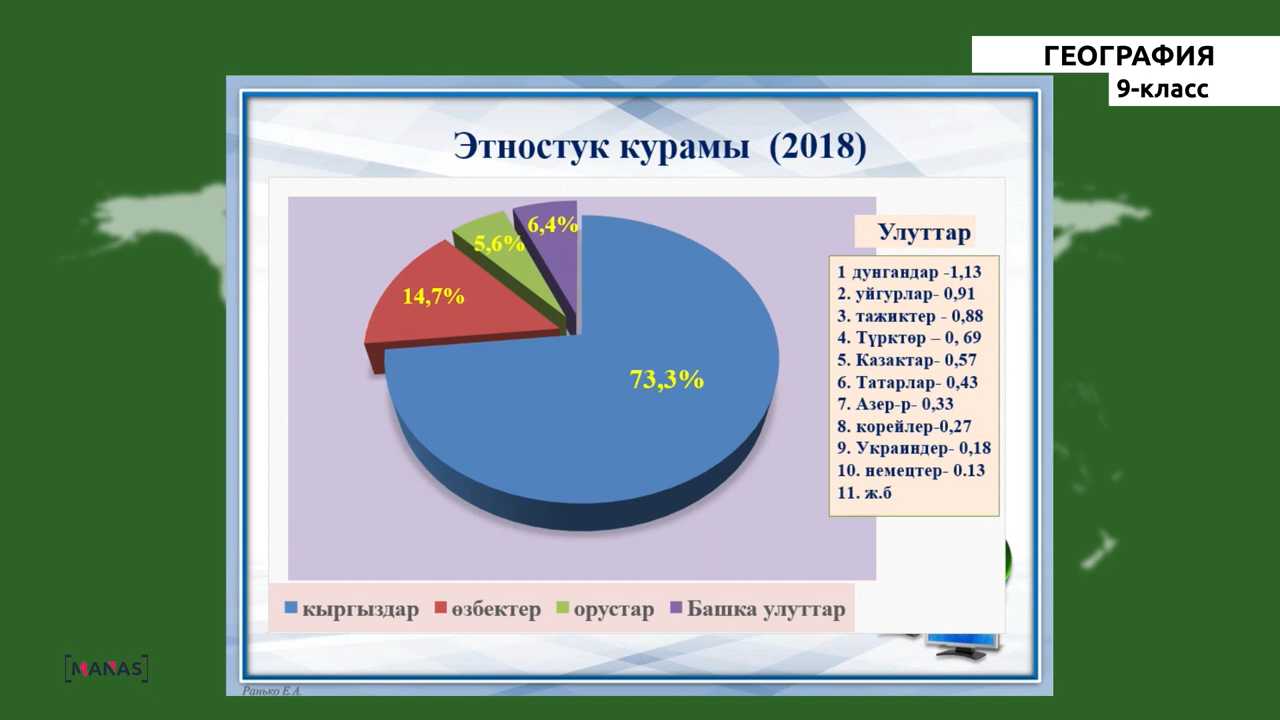 ГЕОГРАФИЯ
9-класс
Этностук курамы (2018)
6,4%
5,6%
14,7%
73,3%
Улуттар
1 дунгандар -1,13
2. уйгурлар- 0,91
3. тажиктер - 0,88
4. Түрктөр – 0, 69
5. Казактар- 0,57
6. Татарлар- 0,43
7. Азер-р- 0,33
8. корейлер-0,27
9. Украиндер- 0,18
10. немецтер- 0.13
11. ж.б
кыргыздар өзбектер орустар Башка улуттар
[MANAS]
Ранько Е.А.